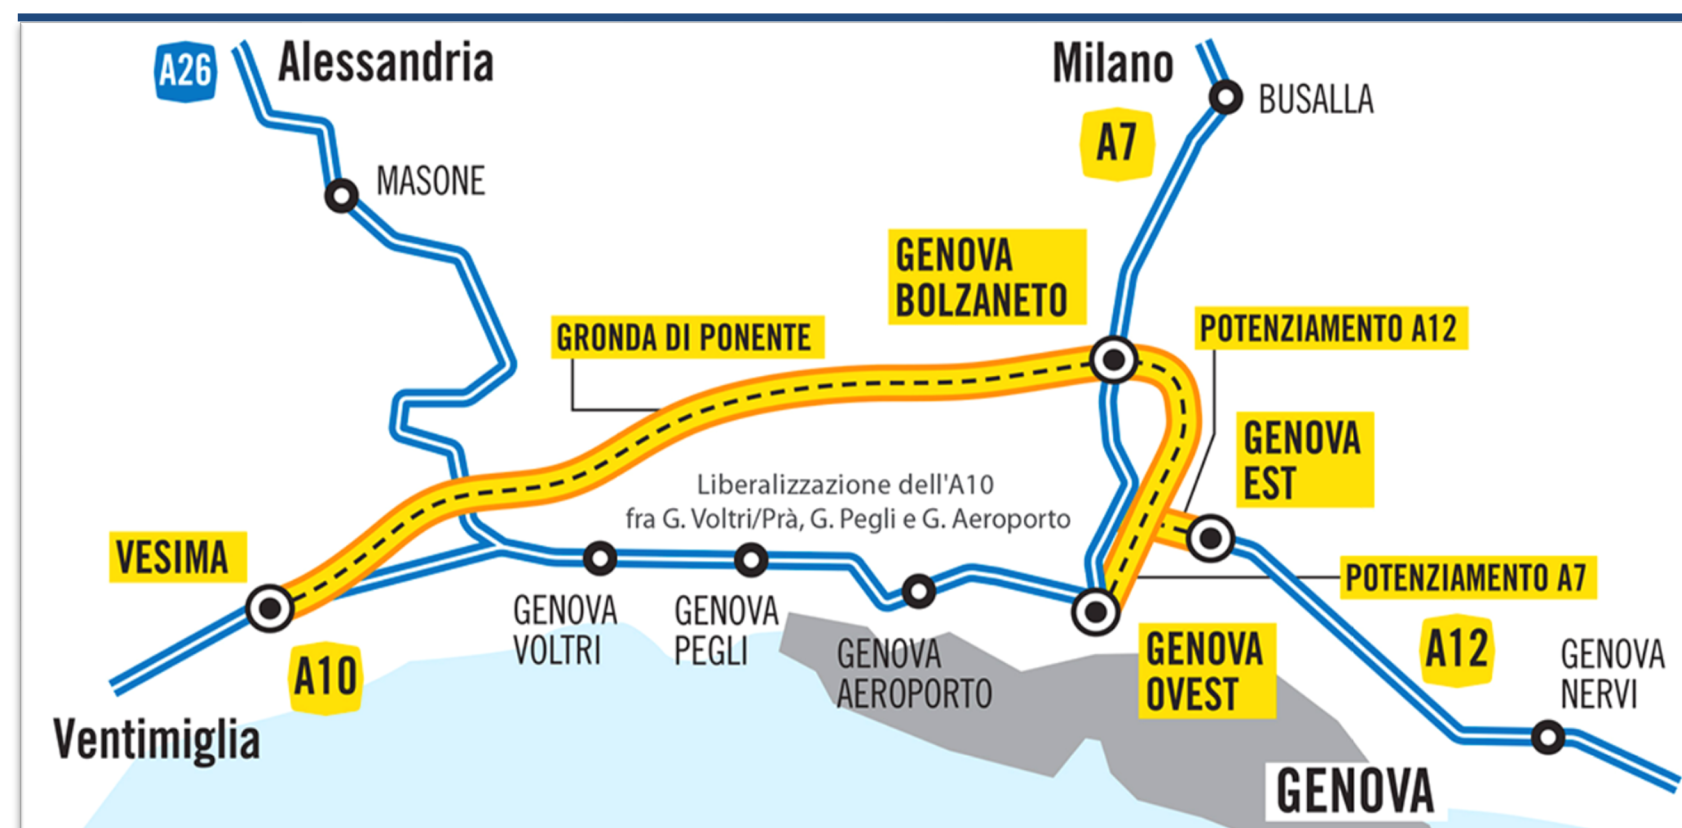 A26
Alessandria
Milano
BUSALLA
A7
MASONE
GENOVA
BOLZANETO
POTENZIAMENTO A12
GRONDA DI PONENTE
GENOVA
EST
Liberalizzazione dell'A10
fra G. Voltri/Prà, G. Pegli e G. Aeroporto
VESIMA
POTENZIAMENTO A7
GENOVA
VOLTRI
GENOVA
PEGLI
GENOVA
AEROPORTO
GENOVA
OVEST
A12
GENOVA
NERVI
A10
Ventimiglia
GENOVA